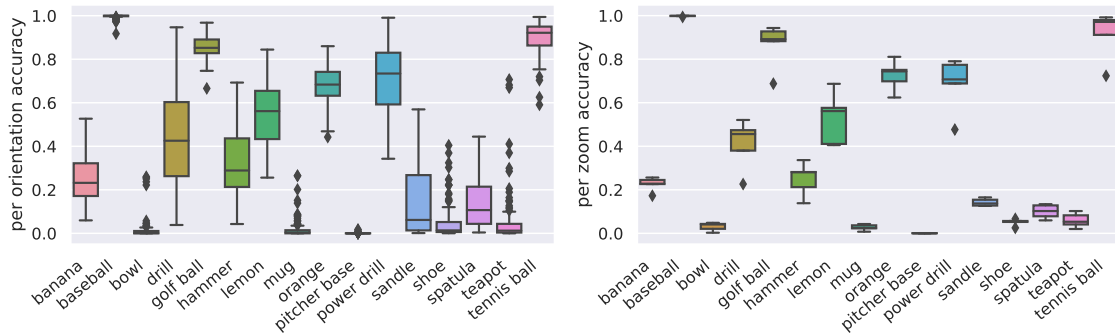 per orientation accuracy
1.0
0.8
0.6
0.4
0.2
0.0
banana
baseball
bowl
drill
golf ball
hammer
lemon
mug
orange
pitcher base
power drill
sandle
shoe
spatula
teapot
tennis ball
per zoom accuracy
1.0
0.8
0.6
0.4
0.2
0.0
banana
baseball
bowl
drill
golf ball
hammer
lemon
mug
orange
pitcher base
power drill
sandle
shoe
spatula
teapot
tennis ball